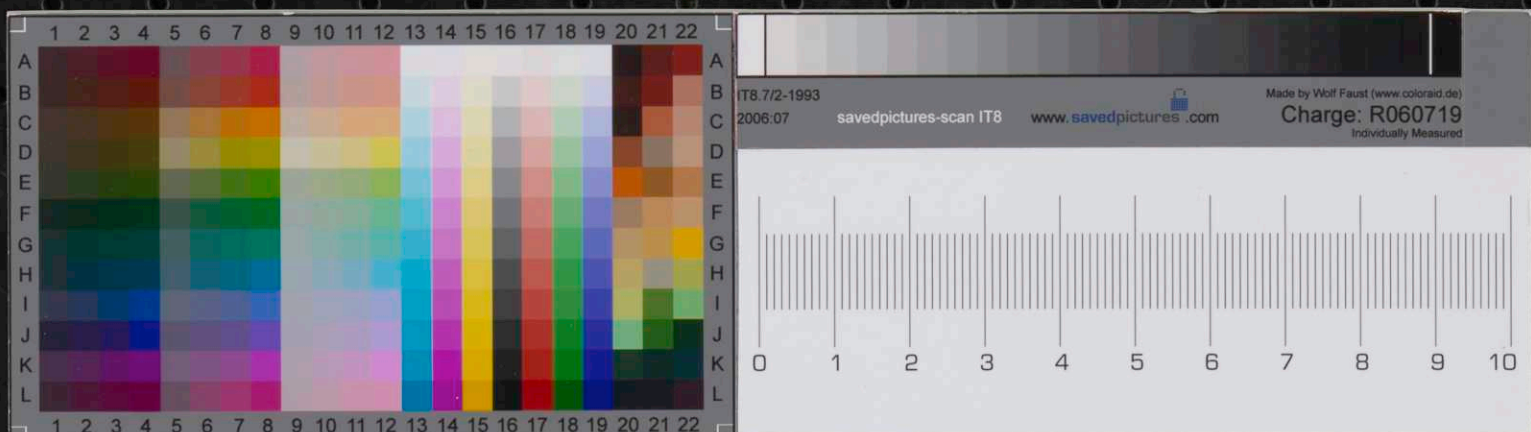 1 2 3 4 5 6 7 8 9 10 11 12 13 14 15 16 17 18 19 20 21 22
A A
B B
C C
D D
E E
F F
G G
H H
I I
J J
K K
L L
1 2 3 4 5 6 7 8 9 10 11 12 13 14 15 16 17 18 19 20 21 22
IT8.7/2-1993
2006:07
savedpictures-scan IT8
www.savedpictures.com
Made by Wolf Faust (www.coloraid.de)
Charge: R060719
Individually Measured
0 1 2 3 4 5 6 7 8 9 10